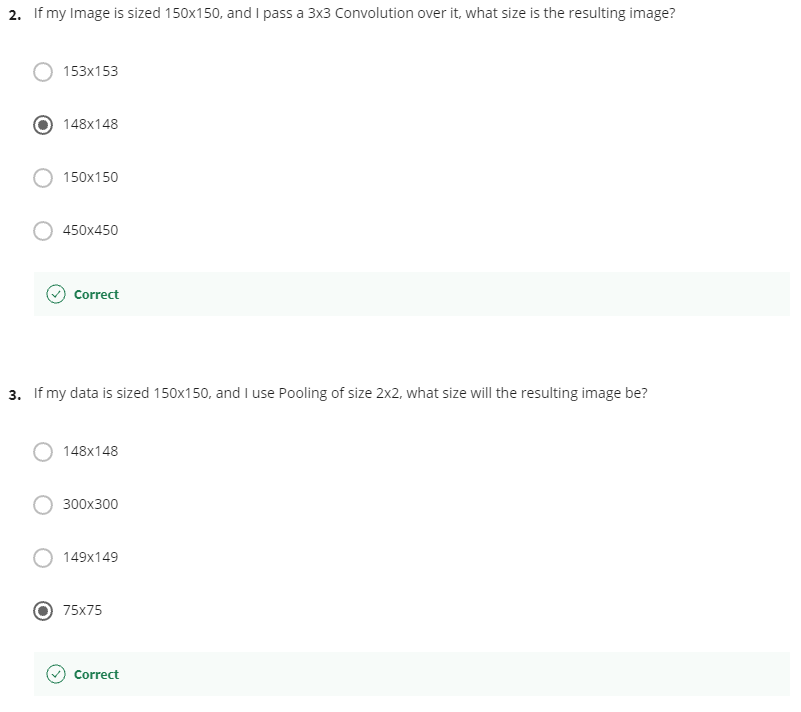 2. If my Image is sized 150x150, and I pass a 3x3 Convolution over it, what size is the resulting image?
153x153
148x148
150x150
450x450
Correct
3. If my data is sized 150x150, and I use Pooling of size 2x2, what size will the resulting image be?
148x148
300x300
149x149
75x75
Correct